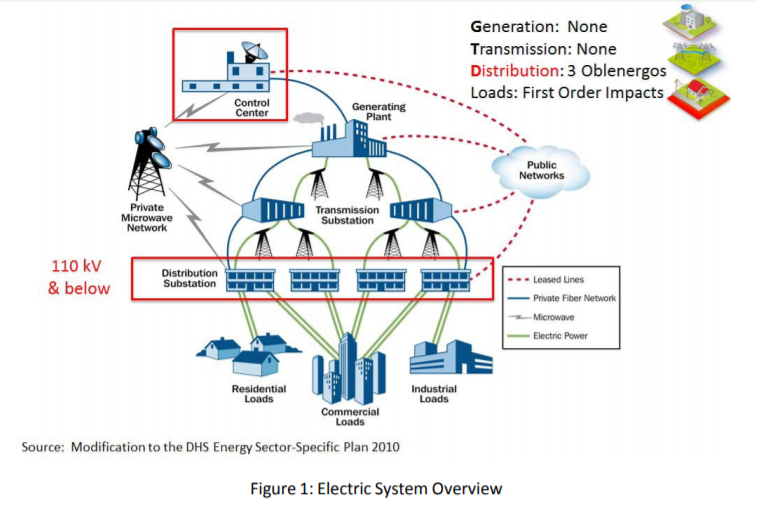 Generation: None
Transmission: None
Distribution: 3 Oblenergos
Loads: First Order Impacts
Control
Center
Generating
Plant
Public
Networks
Private
Microwave
Network
Transmission
Substation
110 kV
& below
Distribution
Substation
Leased Lines
Private Fiber Network
Microwave
Electric Power
Residential
Loads
Commercial
Loads
Industrial
Loads
Source: Modification to the DHS Energy Sector-Specific Plan 2010
Figure 1: Electric System Overview